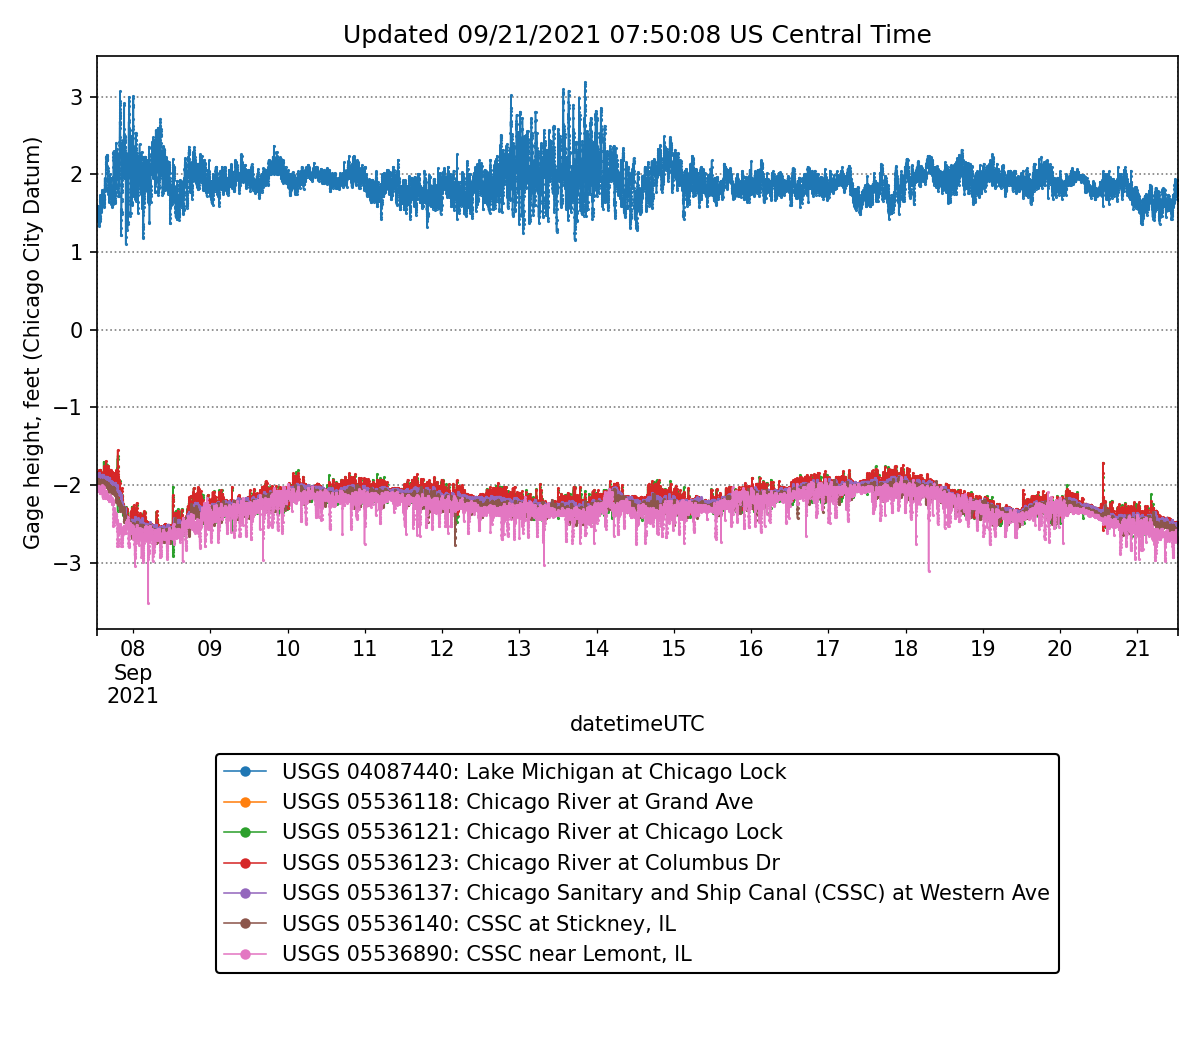 Updated 09/21/2021 07:50:08 US Central Time
Gage height, feet (Chicago City Datum)
3
2
1
0
−1
−2
−3
08 09 10 11 12 13 14 15 16 17 18 19 20 21
Sep
2021
datetimeUTC
USGS 04087440: Lake Michigan at Chicago Lock
USGS 05536118: Chicago River at Grand Ave
USGS 05536121: Chicago River at Chicago Lock
USGS 05536123: Chicago River at Columbus Dr
USGS 05536137: Chicago Sanitary and Ship Canal (CSSC) at Western Ave
USGS 05536140: CSSC at Stickney, IL
USGS 05536890: CSSC near Lemont, IL